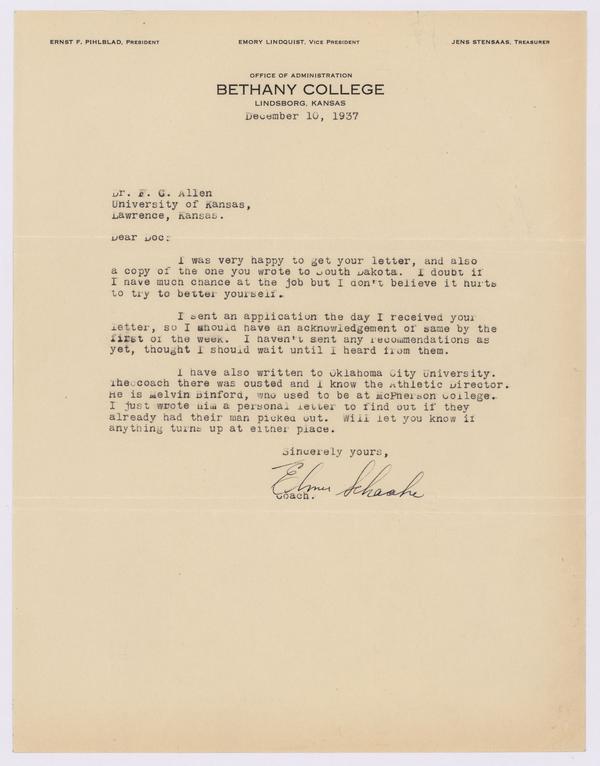 ERNST F. PIHLBLAD, PRESIDENT
EMORY LINDQUIST, VICE PRESIDENT
JENS STENSAAS, TREASURER
OFFICE OF ADMINISTRATION
BETHANY COLLEGE
LINDSBORG, KANSAS
December 10, 1937
Dr. F. C. Allen
University of Kansas,
Lawrence, Kansas.
Dear Doc:
I was very happy to get your letter, and also
a copy of the one you wrote to South Dakota. I doubt if
I have much chance at the job but I don't believe it hurts
to try to better yourself.
I sent an application the day I received your
letter, so I should have an acknowledgement of same by the
first of the week. I haven't sent any recommendations as
yet, thought I should wait until I heard from them.
I have also written to Oklahoma City University.
The coach there was ousted and I know the Athletic Director.
He is Melvin Binford, who used to be at McPherson College.
I just wrote him a personal letter to find out if they
already had their man picked out. Will let you know if
anything turns up at either place.
Sincerely yours,
Elmer Schaake
Coach.